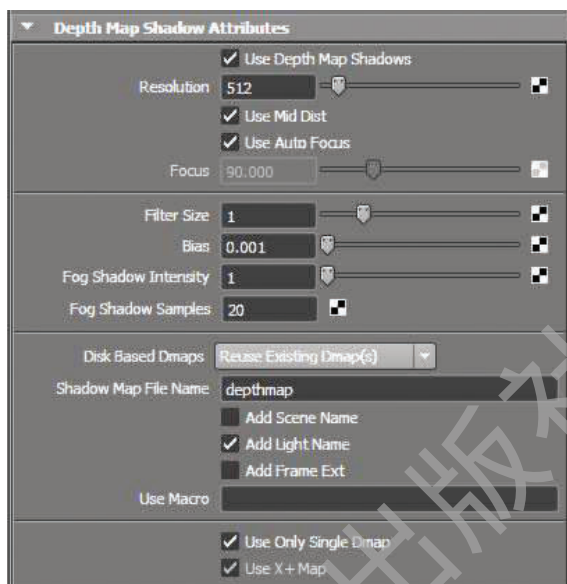 Depth Map Shadow Attributes
Use Depth Map Shadows
Resolution 512
Use Mid Dist
Use Auto Focus
Focus 90.000
Filter Size 1
Bias 0.001
Fog Shadow Intensity 1
Fog Shadow Samples 20
Disk Based Dmaps Reuse Existing Dmap(s)
Shadow Map File Name depthmap
Add Scene Name
Add Light Name
Add Frame Ext
Use Macro
Use Only Single Dmap
Use X+ Map
出版社